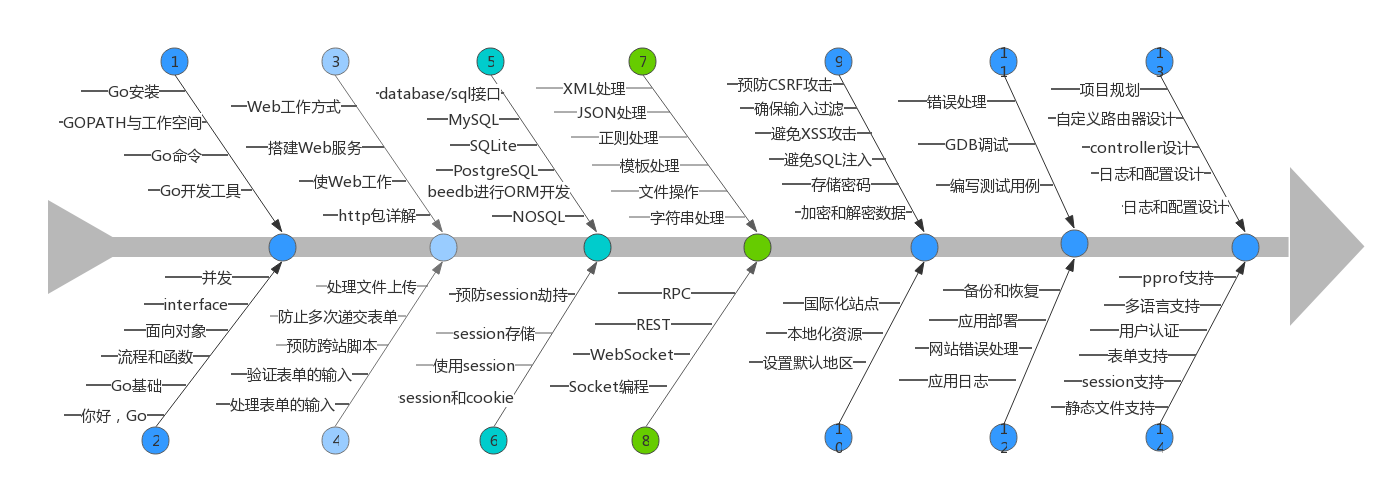 1
Go安装
GOPATH与工作空间
Go命令
Go开发工具
3
Web工作方式
搭建Web服务
使Web工作
http包详解
5
database/sql接口
MySQL
SQLite
PostgreSQL
beedb进行ORM开发
NOSQL
7
XML处理
JSON处理
正则处理
模板处理
文件操作
字符串处理
9
预防CSRF攻击
确保输入过滤
避免XSS攻击
避免SQL注入
存储密码
加密和解密数据
11
错误处理
GDB调试
编写测试用例
13
项目规划
自定义路由器设计
controller设计
日志和配置设计
日志和配置设计
并发
interface
面向对象
流程和函数
Go基础
你好，Go
2
处理文件上传
防止多次递交表单
预防跨站脚本
验证表单的输入
处理表单的输入
4
预防session劫持
session存储
使用session
session和cookie
6
RPC
REST
WebSocket
Socket编程
8
国际化站点
本地化资源
设置默认地区
10
备份和恢复
应用部署
网站错误处理
应用日志
12
pprof支持
多语言支持
用户认证
表单支持
session支持
静态文件支持
14